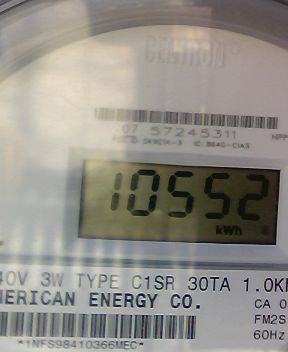 CENTRON®
07 57245311
10552
kWh
40V 3W TYPE C1SR 30TA 1.0K
MERICAN ENERGY CO.
CA 0
FM2S
60Hz
*1NFS98410366MEC*